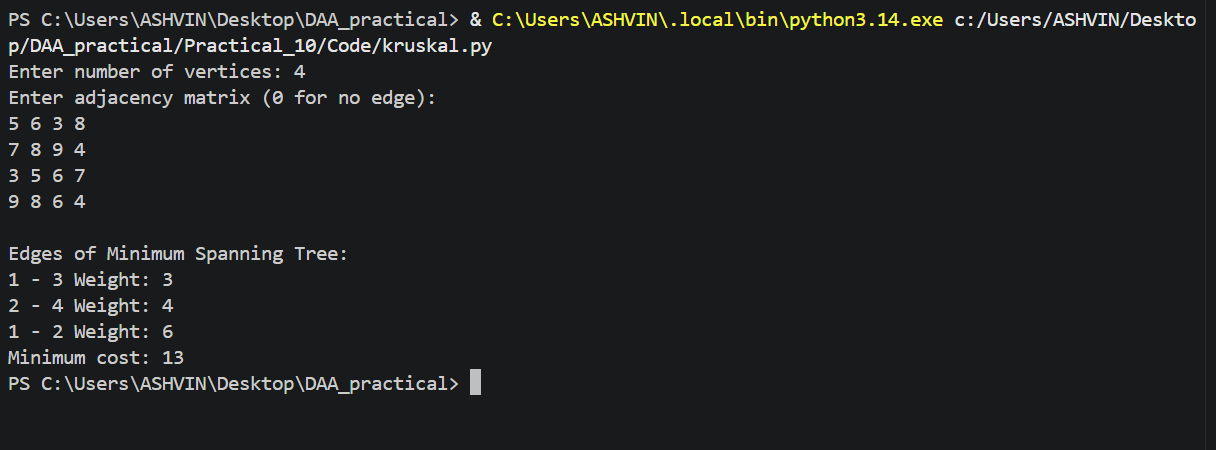 PS C:\Users\ASHVIN\Desktop\DAA_practical> & C:\Users\ASHVIN\.local\bin\python3.14.exe c:/Users/ASHVIN/Deskto
p/DAA_practical/Practical_10/Code/kruskal.py
Enter number of vertices: 4
Enter adjacency matrix (0 for no edge):
5 6 3 8
7 8 9 4
3 5 6 7
9 8 6 4
Edges of Minimum Spanning Tree:
1 - 3 Weight: 3
2 - 4 Weight: 4
1 - 2 Weight: 6
Minimum cost: 13
PS C:\Users\ASHVIN\Desktop\DAA_practical>